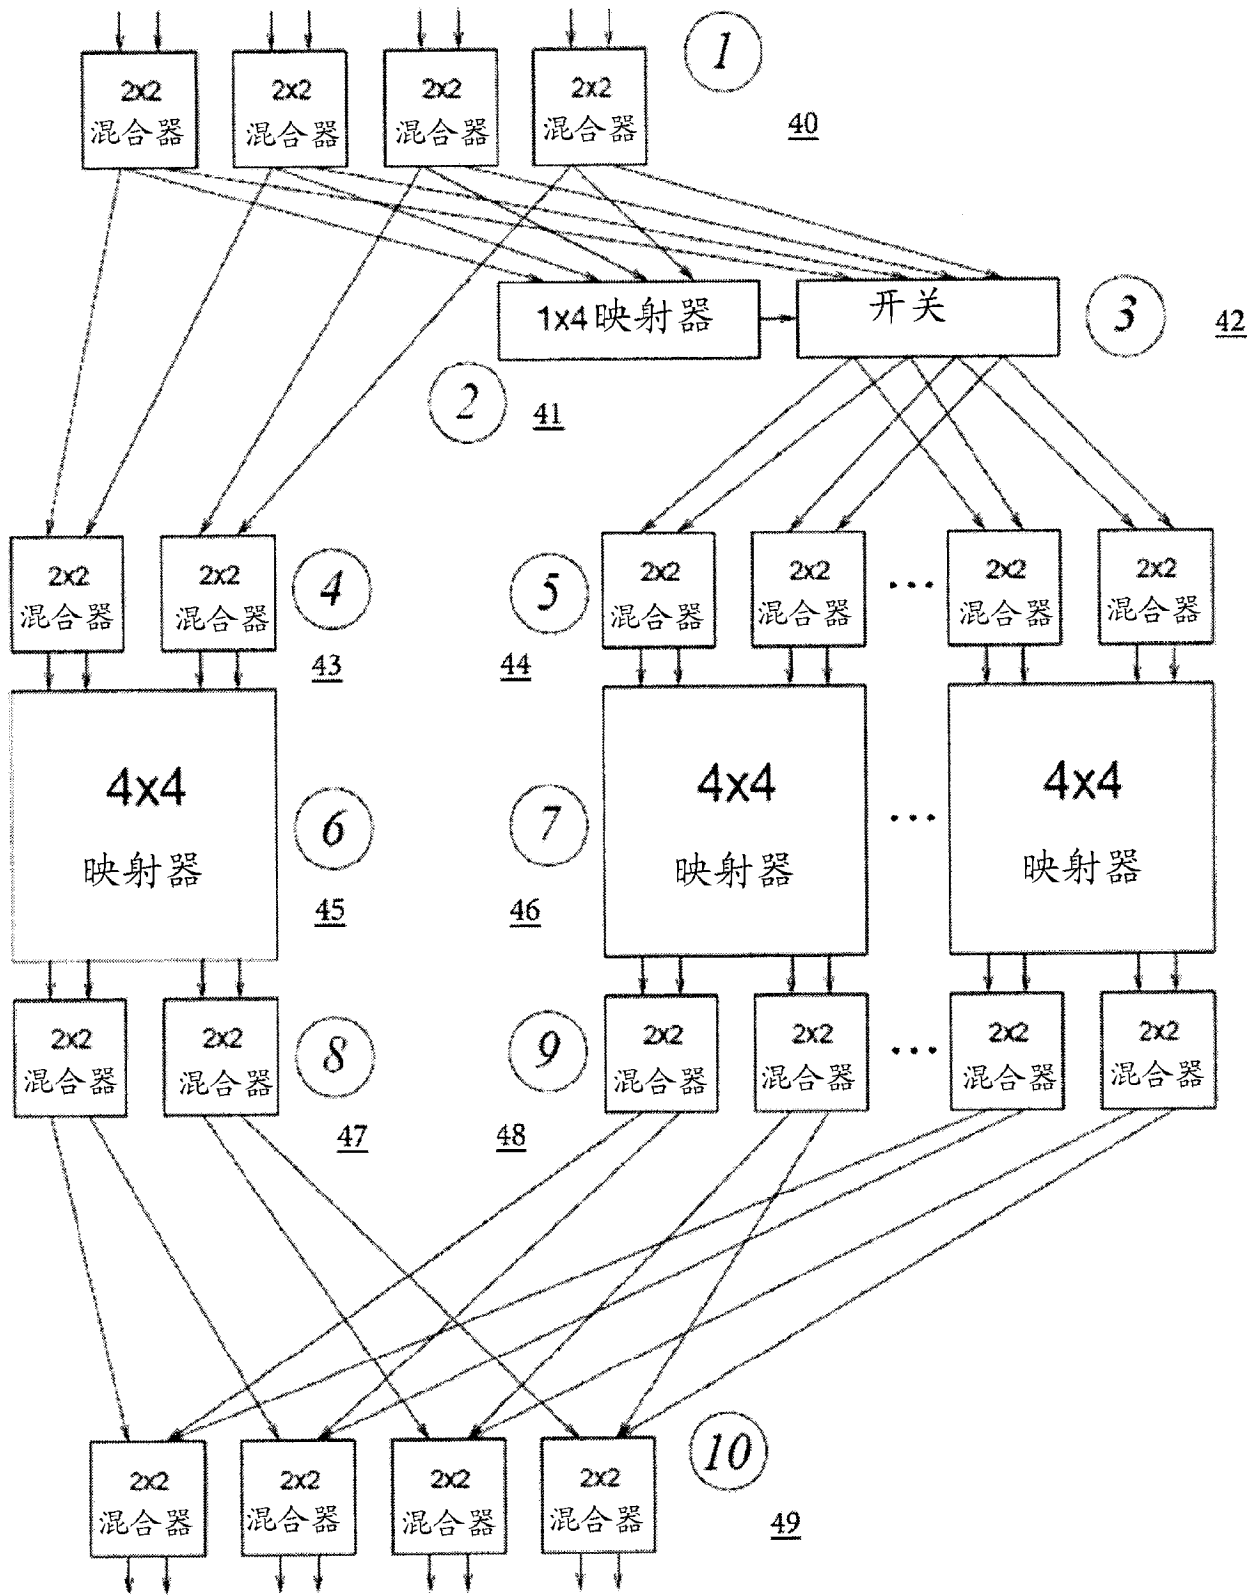 2x2 2x2 2x2 2x2 1
混合器 混合器 混合器 混合器 40
1x4映射器 开关 3 42
2 41
2x2 2x2 4 5 2x2 2x2 ... 2x2 2x2
混合器 混合器 混合器 混合器 混合器 混合器
43 44
4x4 6 7 4x4 ... 4x4
映射器 映射器 映射器
45 46
2x2 2x2 8 9 2x2 2x2 ... 2x2 2x2
混合器 混合器 混合器 混合器 混合器 混合器
47 48
2x2 2x2 2x2 2x2 10
混合器 混合器 混合器 混合器 49